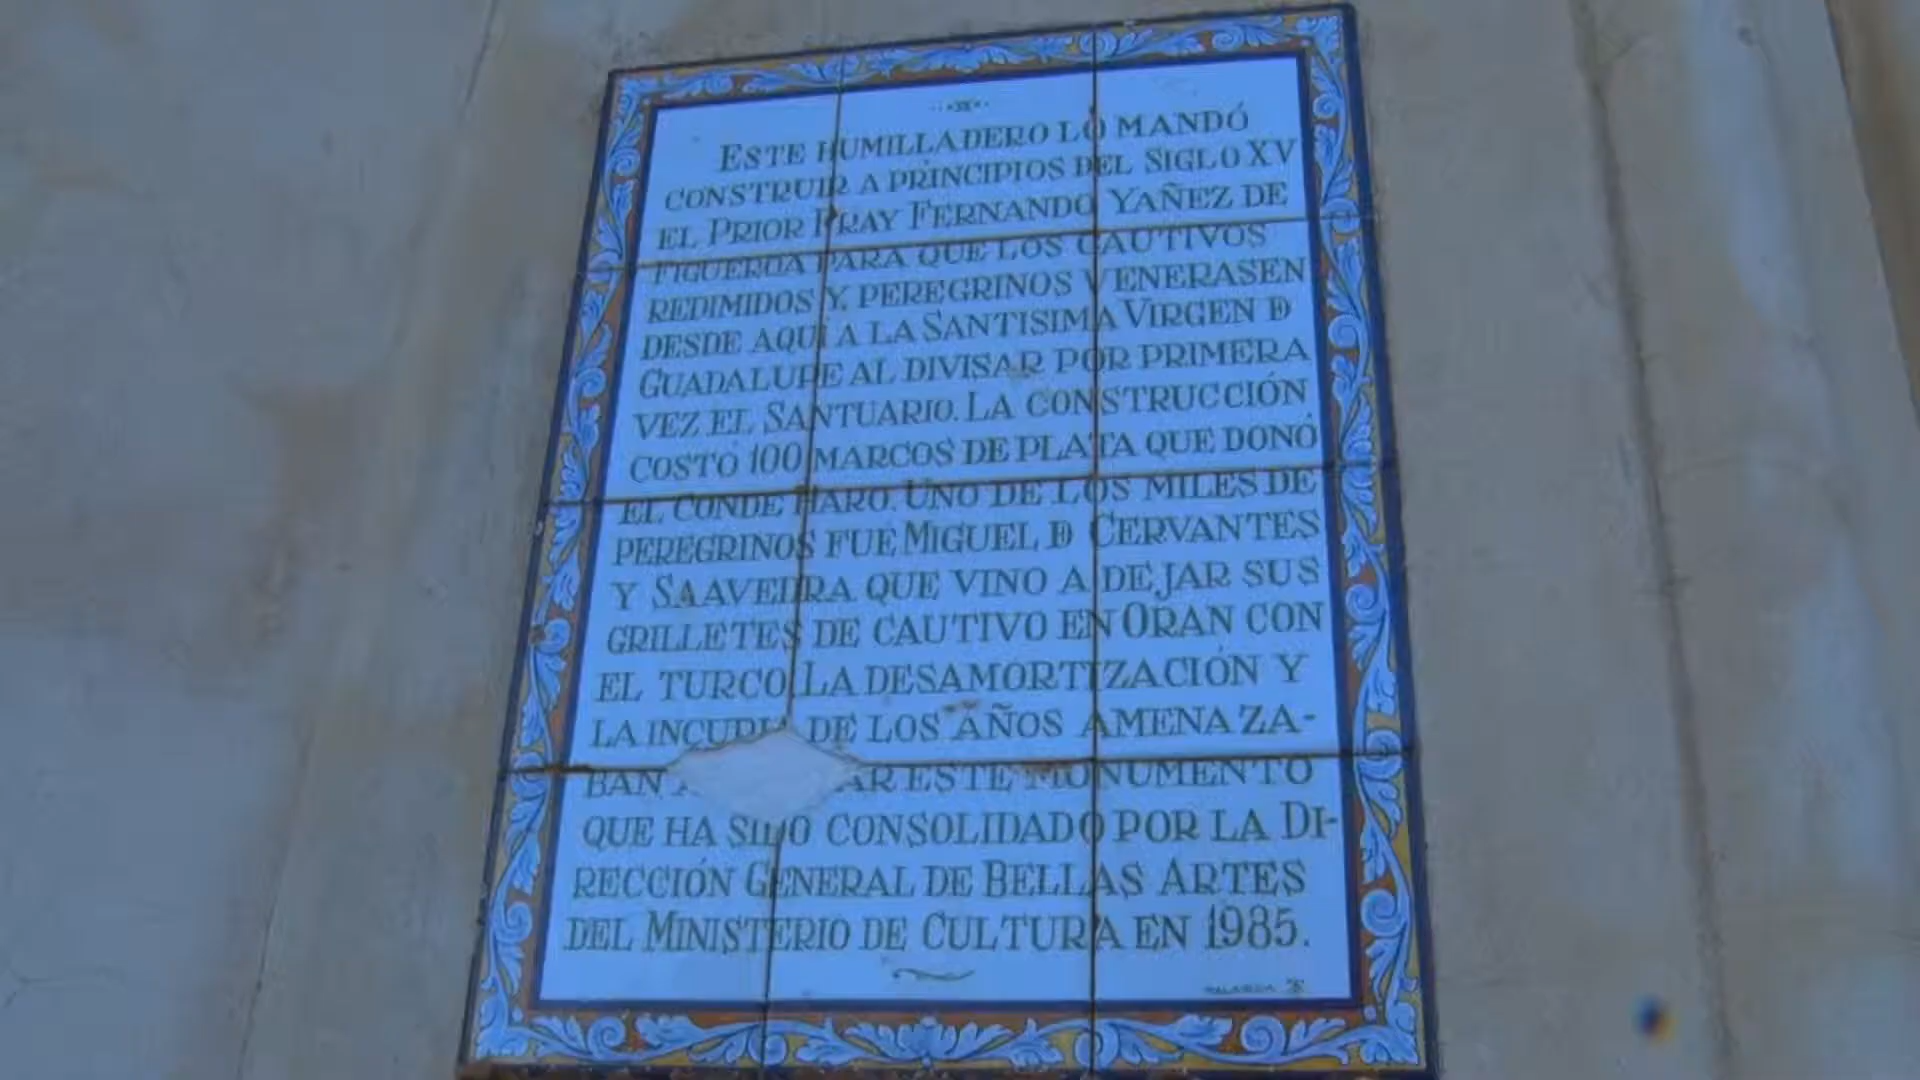 ESTE HUMILLADERO LO MANDÓ
CONSTRUIR A PRINCIPIOS DEL SIGLO XV
EL PRIOR FRAY FERNANDO YAÑEZ DE
FIGUEROA PARA QUE LOS CAUTIVOS
REDIMIDOS Y PEREGRINOS VENERASEN
DESDE AQUÍ A LA SANTISIMA VIRGEN DE
GUADALUPE AL DIVISAR POR PRIMERA
VEZ EL SANTUARIO. LA CONSTRUCCIÓN
COSTÓ 100 MARCOS DE PLATA QUE DONÓ
EL CONDE HARO. UNO DE LOS MILES DE
PEREGRINOS FUE MIGUEL DE CERVANTES
Y SAAVEDRA QUE VINO A DEJAR SUS
GRILLETES DE CAUTIVO EN ORAN CON
EL TURCO. LA DESAMORTIZACIÓN Y
LA INCURIA DE LOS AÑOS AMENAZA-
BAN ESTE MONUMENTO
QUE HA SIDO CONSOLIDADO POR LA DI-
RECCIÓN GENERAL DE BELLAS ARTES
DEL MINISTERIO DE CULTURA EN 1985.